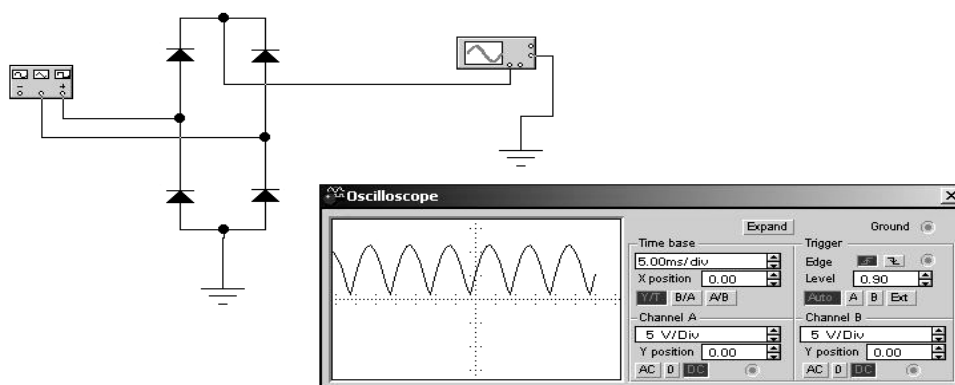 − +
Oscilloscope
Expand Ground
Time base Trigger
5.00ms/div Edge
X position 0.00 Level 0.90
Y/T B/A A/B Auto A B Ext
Channel A Channel B
5 V/Div 5 V/Div
Y position 0.00 Y position 0.00
AC 0 DC AC 0 DC